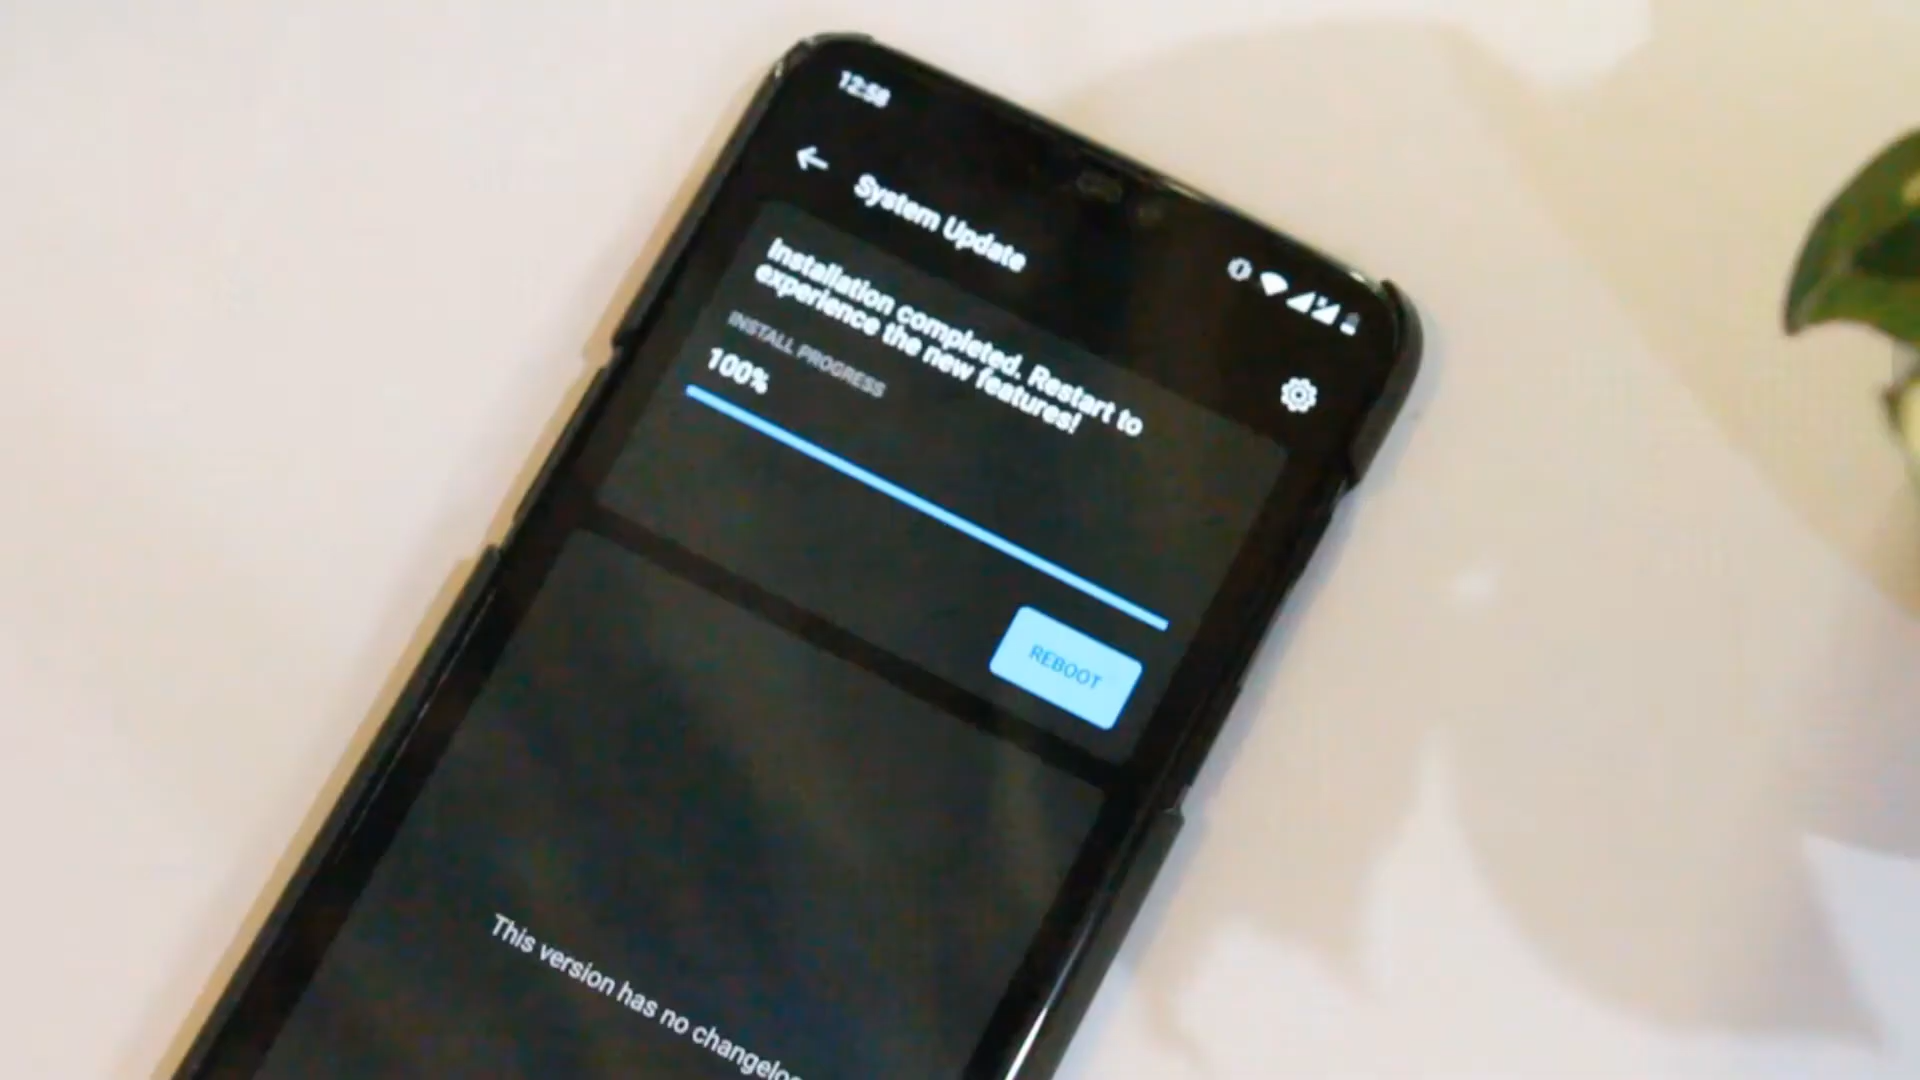 12:58
System Update
Installation completed. Restart to
experience the new features!
INSTALL PROGRESS
100%
REBOOT
This version has no changelog